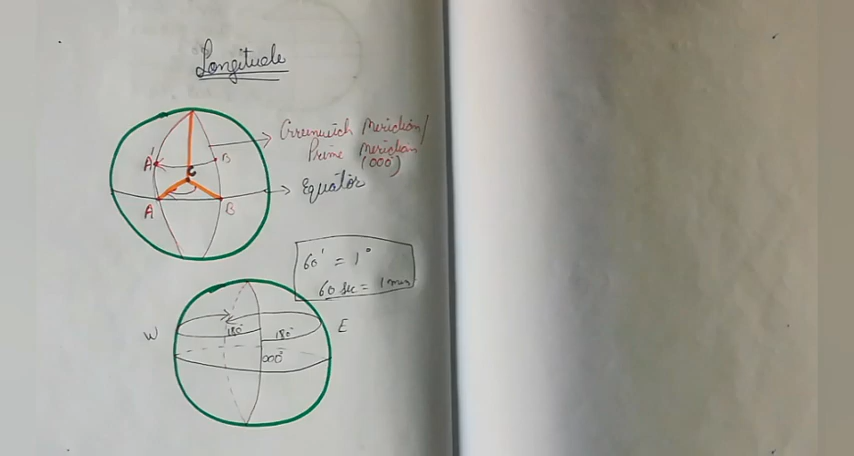 Longitude
Greenwich Meridian/
Prime Meridian
(000°)
A'
B
C
Equator
A
B
60' = 1°
60 sec = 1 min
W
180°
180°
E
000°